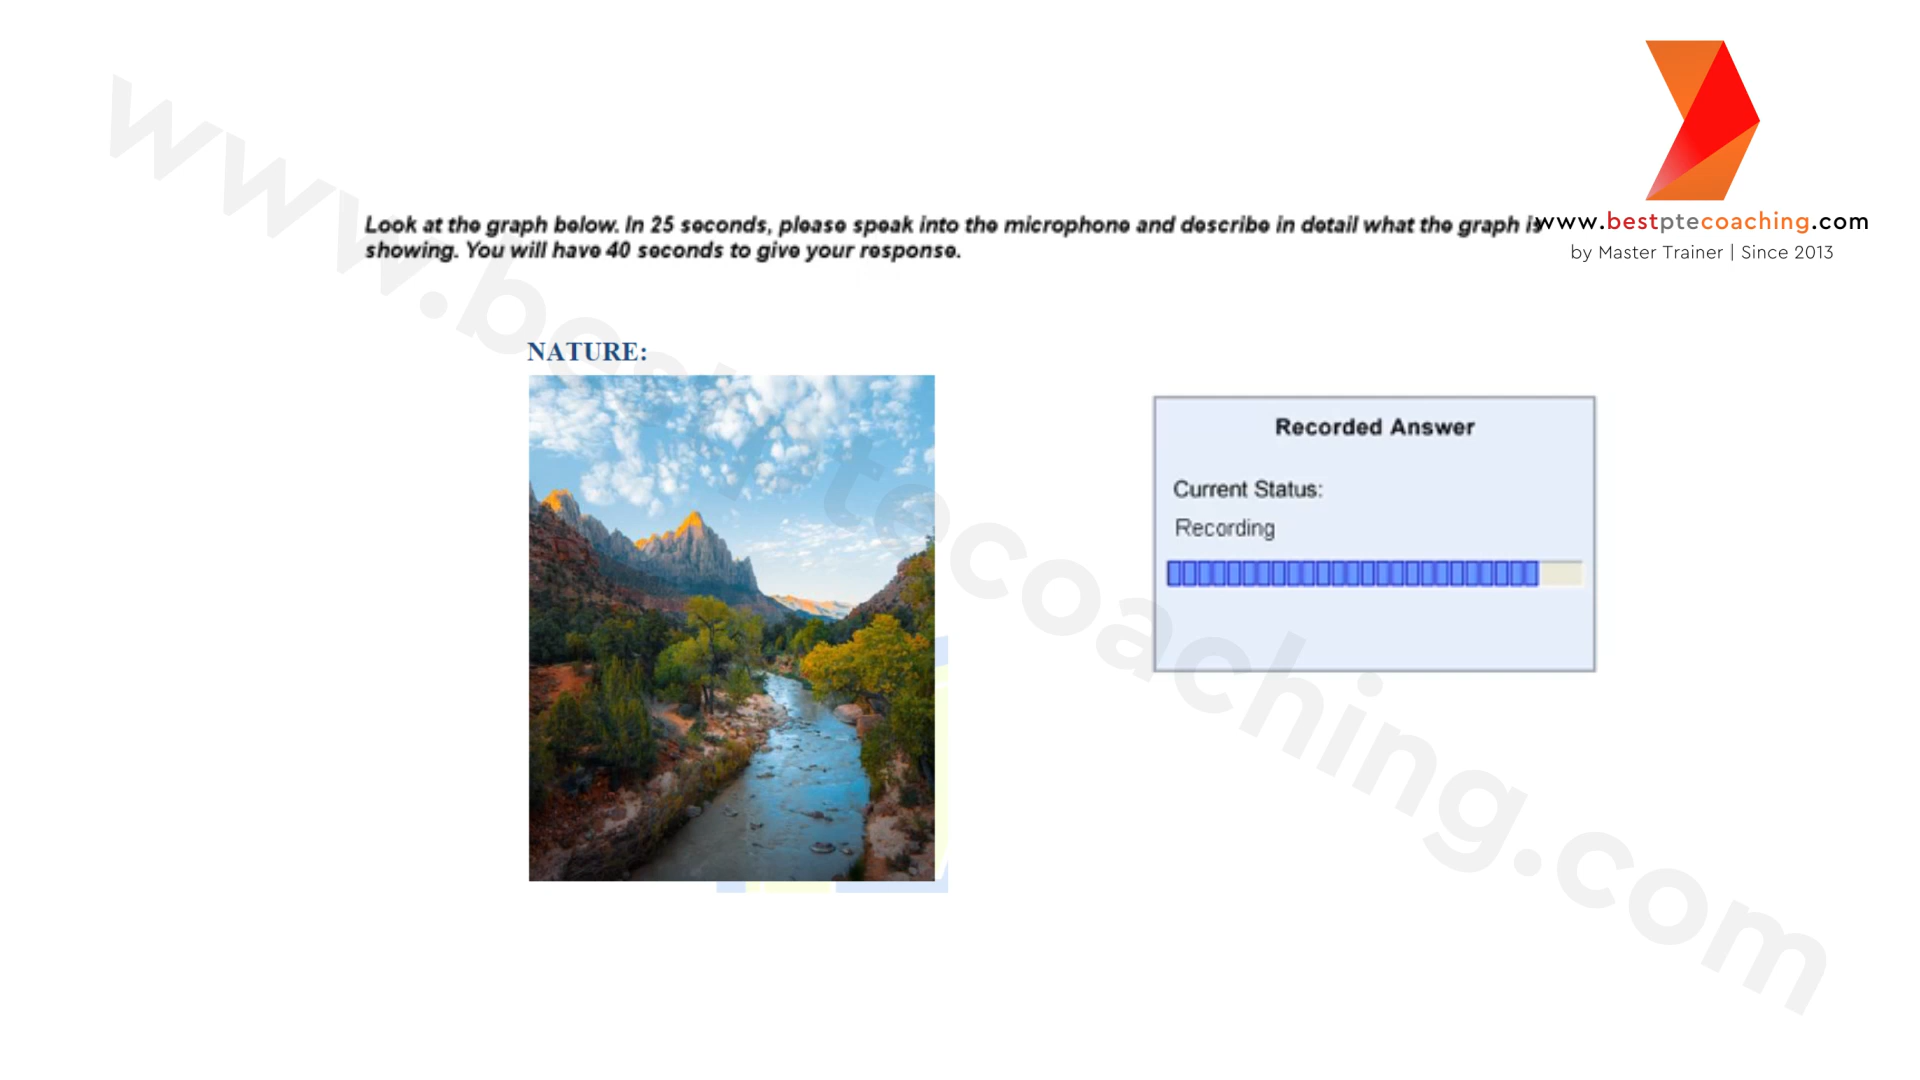 www.bestptecoaching.com
by Master Trainer | Since 2013
Look at the graph below. In 25 seconds, please speak into the microphone and describe in detail what the graph is
showing. You will have 40 seconds to give your response.
NATURE:
Recorded Answer
Current Status:
Recording
www.bestptecoaching.com